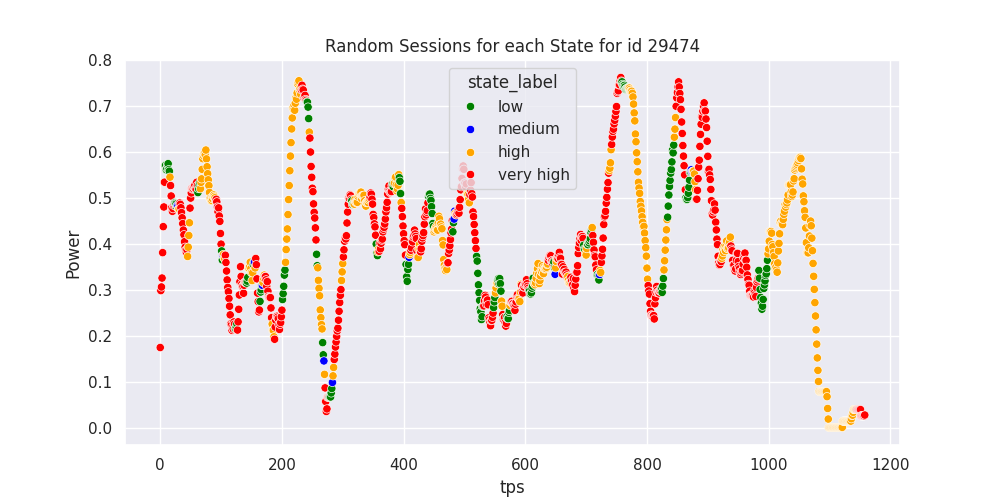 Random Sessions for each State for id 29474
Power
0.8
0.7
0.6
0.5
0.4
0.3
0.2
0.1
0.0
state_label
low
medium
high
very high
0 200 400 600 800 1000 1200
tps